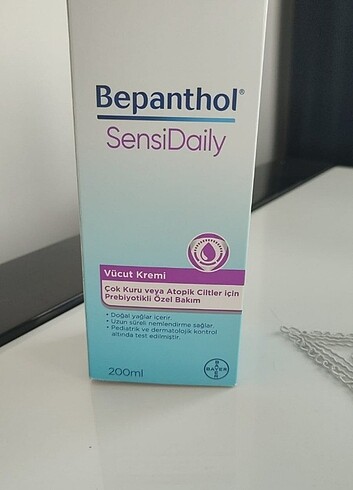 Bepanthol®
SensiDaily
Vücut Kremi
Çok Kuru veya Atopik Ciltler için
Prebiyotikli Özel Bakım
• Doğal yağlar içerir.
• Uzun süreli nemlendirme sağlar.
• Pediatrik ve dermatolojik kontrol
altında test edilmiştir.
200ml
BAYER